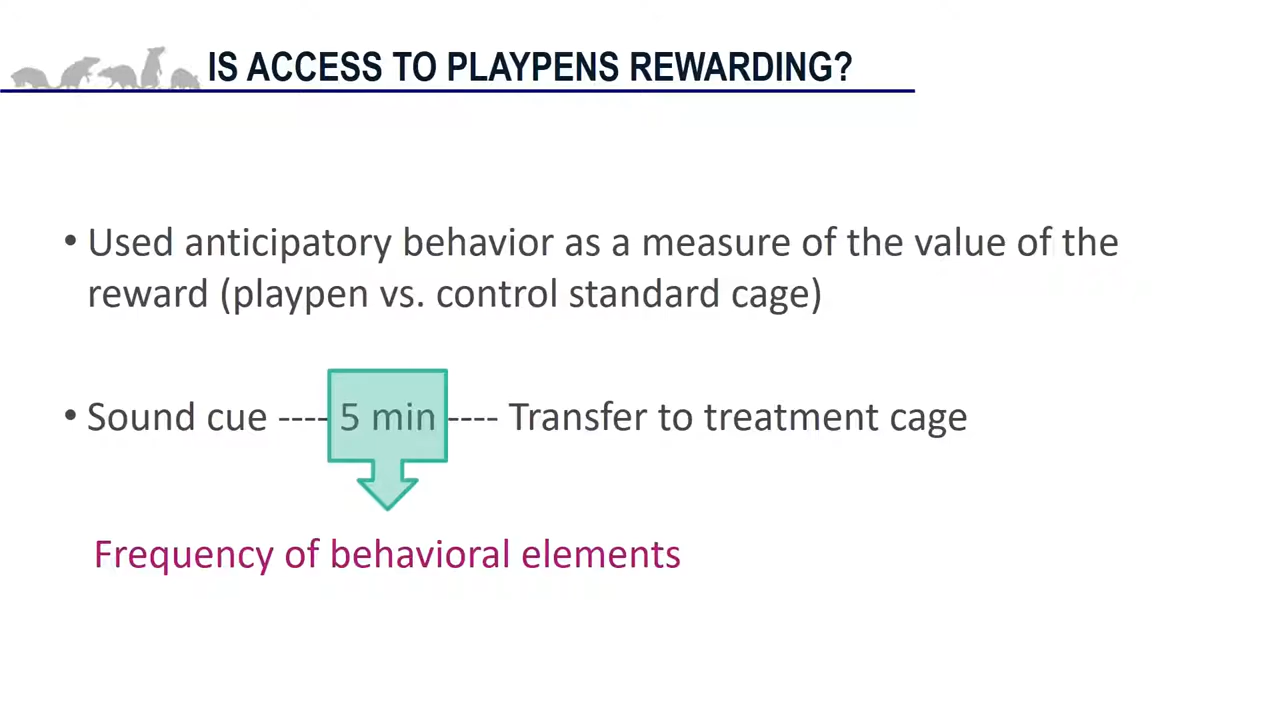 IS ACCESS TO PLAYPENS REWARDING?
• Used anticipatory behavior as a measure of the value of the
reward (playpen vs. control standard cage)
• Sound cue ---- 5 min ---- Transfer to treatment cage
Frequency of behavioral elements